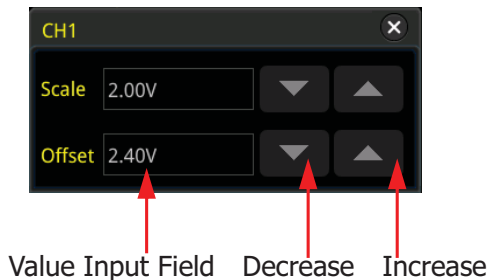 CH1
Scale 2.00V
Offset 2.40V
Value Input Field Decrease Increase